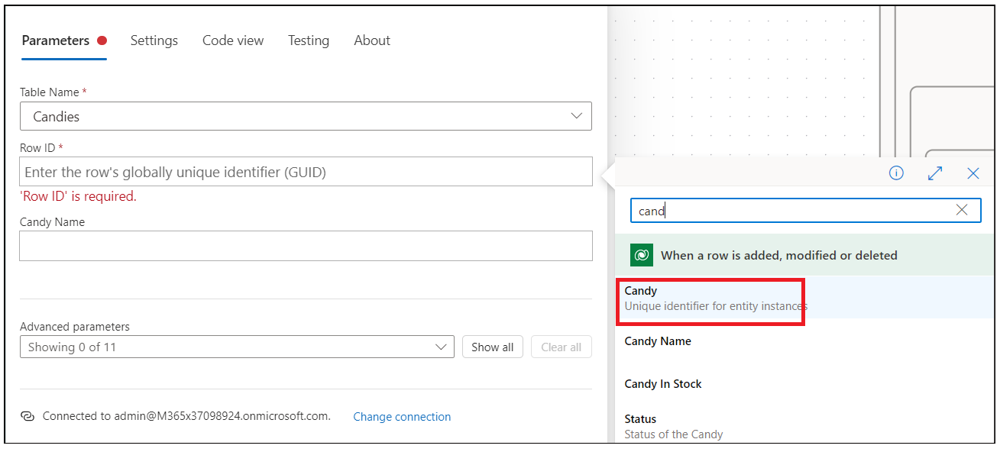 Parameters Settings Code view Testing About
Table Name *
Candies
Row ID *
Enter the row's globally unique identifier (GUID)
'Row ID' is required.
Candy Name
Advanced parameters
Showing 0 of 11 Show all Clear all
Connected to admin@M365x37098924.onmicrosoft.com. Change connection
cand
When a row is added, modified or deleted
Candy
Unique identifier for entity instances
Candy Name
Candy In Stock
Status
Status of the Candy